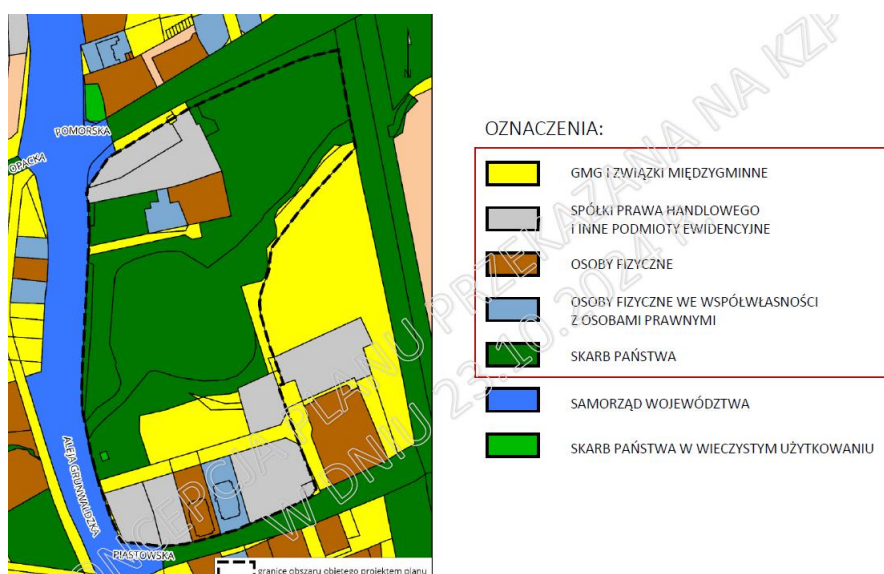 POMORSKA
OPACKA
ALEJA GRUNWALDZKA
PIASTOWSKA
granice obszaru objętego projektem planu
OZNACZENIA:
GMG I ZWIĄZKI MIĘDZYGMINNE
SPÓŁKI PRAWA HANDLOWEGO
I INNE PODMIOTY EWIDENCYJNE
OSOBY FIZYCZNE
OSOBY FIZYCZNE WE WSPÓŁWŁASNOŚCI
Z OSOBAMI PRAWNYMI
SKARB PAŃSTWA
SAMORZĄD WOJEWÓDZTWA
SKARB PAŃSTWA W WIECZYSTYM UŻYTKOWANIU
KONCEPCJA PLANU PRZEKAZANA NA KZP
W DNIU 23.10.2024 r.